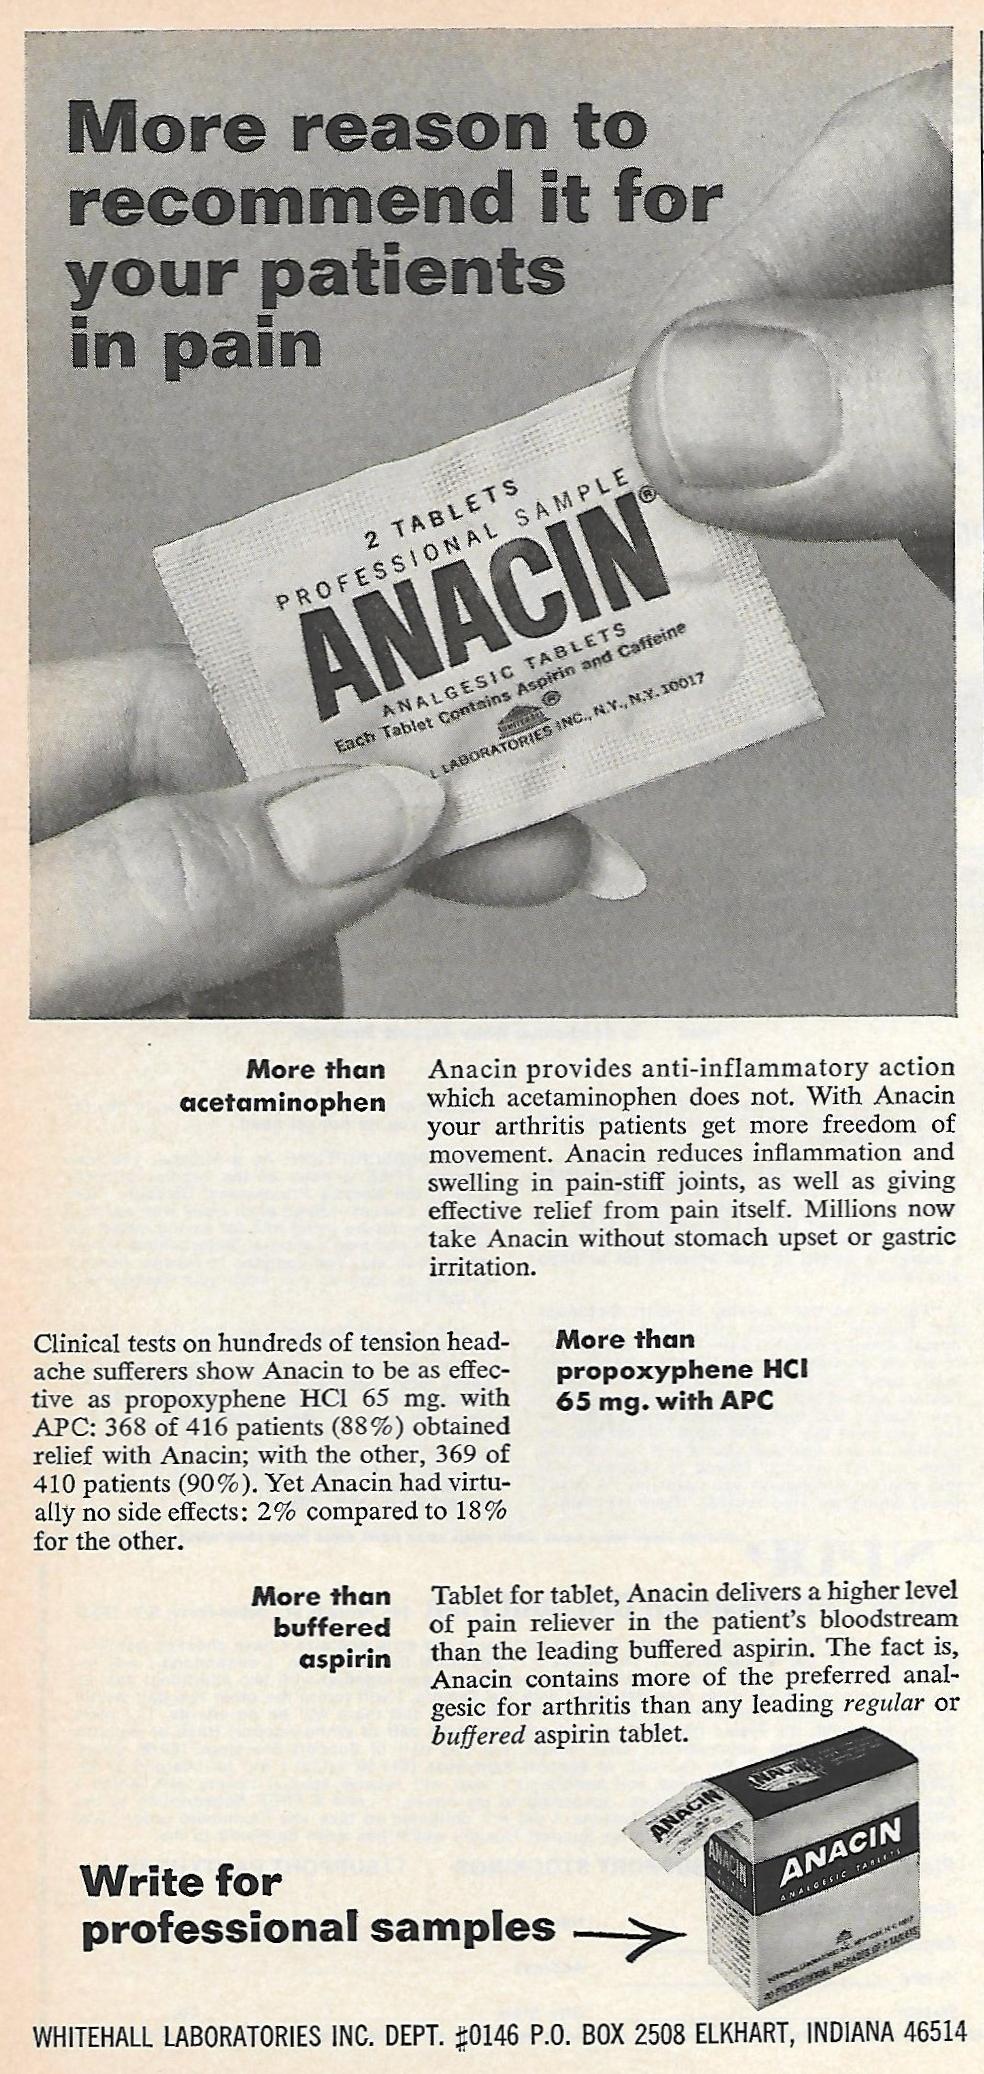 More reason to
recommend it for
your patients
in pain
2 TABLETS
PROFESSIONAL SAMPLE
ANACIN®
ANALGESIC TABLETS
Each Tablet Contains Aspirin and Caffeine
WHITEHALL ®
L LABORATORIES INC., N.Y., N.Y. 10017
More than
acetaminophen
Anacin provides anti-inflammatory action
which acetaminophen does not. With Anacin
your arthritis patients get more freedom of
movement. Anacin reduces inflammation and
swelling in pain-stiff joints, as well as giving
effective relief from pain itself. Millions now
take Anacin without stomach upset or gastric
irritation.
Clinical tests on hundreds of tension head-
ache sufferers show Anacin to be as effec-
tive as propoxyphene HCl 65 mg. with
APC: 368 of 416 patients (88%) obtained
relief with Anacin; with the other, 369 of
410 patients (90%). Yet Anacin had virtu-
ally no side effects: 2% compared to 18%
for the other.
More than
propoxyphene HCl
65 mg. with APC
More than
buffered
aspirin
Tablet for tablet, Anacin delivers a higher level
of pain reliever in the patient's bloodstream
than the leading buffered aspirin. The fact is,
Anacin contains more of the preferred anal-
gesic for arthritis than any leading regular or
buffered aspirin tablet.
Write for
professional samples
ANACIN
ANACIN
ANACIN
ANACIN
ANALGESIC TABLETS
WHITEHALL LABORATORIES INC. DEPT. #0146 P.O. BOX 2508 ELKHART, INDIANA 46514